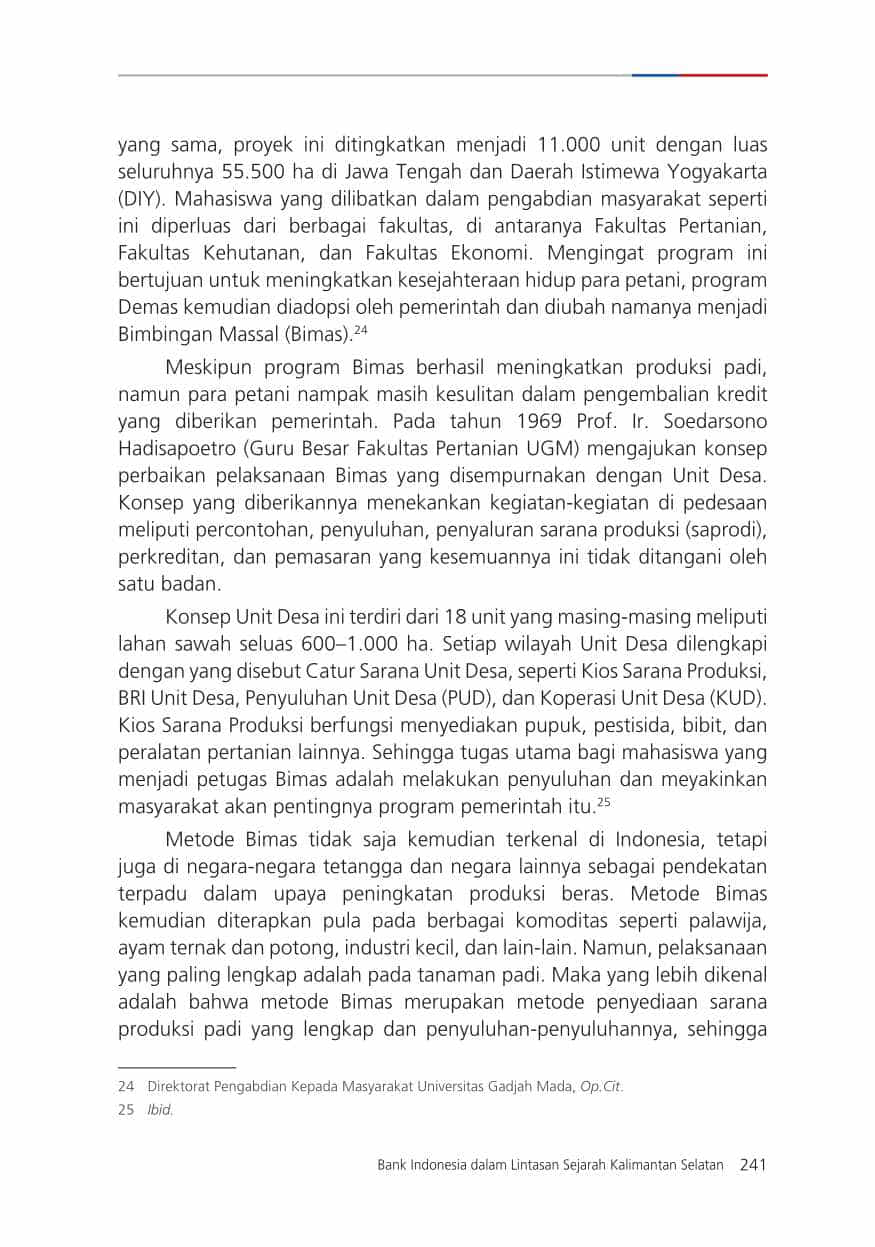 yang sama, proyek ini ditingkatkan menjadi 11.000 unit dengan luas
seluruhnya 55.500 ha di Jawa Tengah dan Daerah Istimewa Yogyakarta
(DIY). Mahasiswa yang dilibatkan dalam pengabdian masyarakat seperti
ini diperluas dari berbagai fakultas, di antaranya Fakultas Pertanian,
Fakultas Kehutanan, dan Fakultas Ekonomi. Mengingat program ini
bertujuan untuk meningkatkan kesejahteraan hidup para petani, program
Demas kemudian diadopsi oleh pemerintah dan diubah namanya menjadi
Bimbingan Massal (Bimas).24
Meskipun program Bimas berhasil meningkatkan produksi padi,
namun para petani nampak masih kesulitan dalam pengembalian kredit
yang diberikan pemerintah. Pada tahun 1969 Prof. Ir. Soedarsono
Hadisapoetro (Guru Besar Fakultas Pertanian UGM) mengajukan konsep
perbaikan pelaksanaan Bimas yang disempurnakan dengan Unit Desa.
Konsep yang diberikannya menekankan kegiatan-kegiatan di pedesaan
meliputi percontohan, penyuluhan, penyaluran sarana produksi (saprodi),
perkreditan, dan pemasaran yang kesemuannya ini tidak ditangani oleh
satu badan.
Konsep Unit Desa ini terdiri dari 18 unit yang masing-masing meliputi
lahan sawah seluas 600–1.000 ha. Setiap wilayah Unit Desa dilengkapi
dengan yang disebut Catur Sarana Unit Desa, seperti Kios Sarana Produksi,
BRI Unit Desa, Penyuluhan Unit Desa (PUD), dan Koperasi Unit Desa (KUD).
Kios Sarana Produksi berfungsi menyediakan pupuk, pestisida, bibit, dan
peralatan pertanian lainnya. Sehingga tugas utama bagi mahasiswa yang
menjadi petugas Bimas adalah melakukan penyuluhan dan meyakinkan
masyarakat akan pentingnya program pemerintah itu.25
Metode Bimas tidak saja kemudian terkenal di Indonesia, tetapi
juga di negara-negara tetangga dan negara lainnya sebagai pendekatan
terpadu dalam upaya peningkatan produksi beras. Metode Bimas
kemudian diterapkan pula pada berbagai komoditas seperti palawija,
ayam ternak dan potong, industri kecil, dan lain-lain. Namun, pelaksanaan
yang paling lengkap adalah pada tanaman padi. Maka yang lebih dikenal
adalah bahwa metode Bimas merupakan metode penyediaan sarana
produksi padi yang lengkap dan penyuluhan-penyuluhannya, sehingga
24 Direktorat Pengabdian Kepada Masyarakat Universitas Gadjah Mada, Op.Cit.
25 Ibid.
Bank Indonesia dalam Lintasan Sejarah Kalimantan Selatan 241